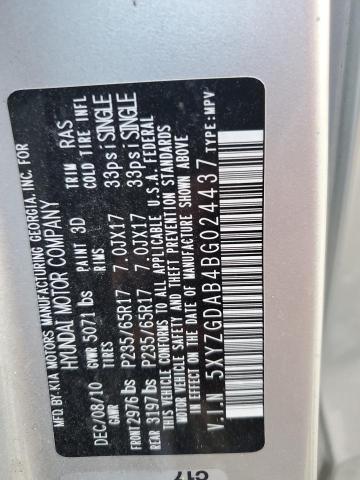 MFD.BY:KIA MOTORS MANUFACTURING GEORGIA, INC. FOR
HYUNDAI MOTOR COMPANY
DEC/08/10 PAINT 3D TRIM RAS
GVWR 5071 lbs
GAWR TIRES RIMS COLD TIRE INFL
FRONT 2976 lbs P235/65R17 7.0JX17 33psi SINGLE
REAR 3197 lbs P235/65R17 7.0JX17 33psi SINGLE
THIS VEHICLE CONFORMS TO ALL APPLICABLE U.S.A. FEDERAL
MOTOR VEHICLE SAFETY, BUMPER, AND THEFT PREVENTION STANDARDS
IN EFFECT ON THE DATE OF MANUFACTURE SHOWN ABOVE
V.I.N 5XYZGDAB4BG024437 TYPE:MPV
C17